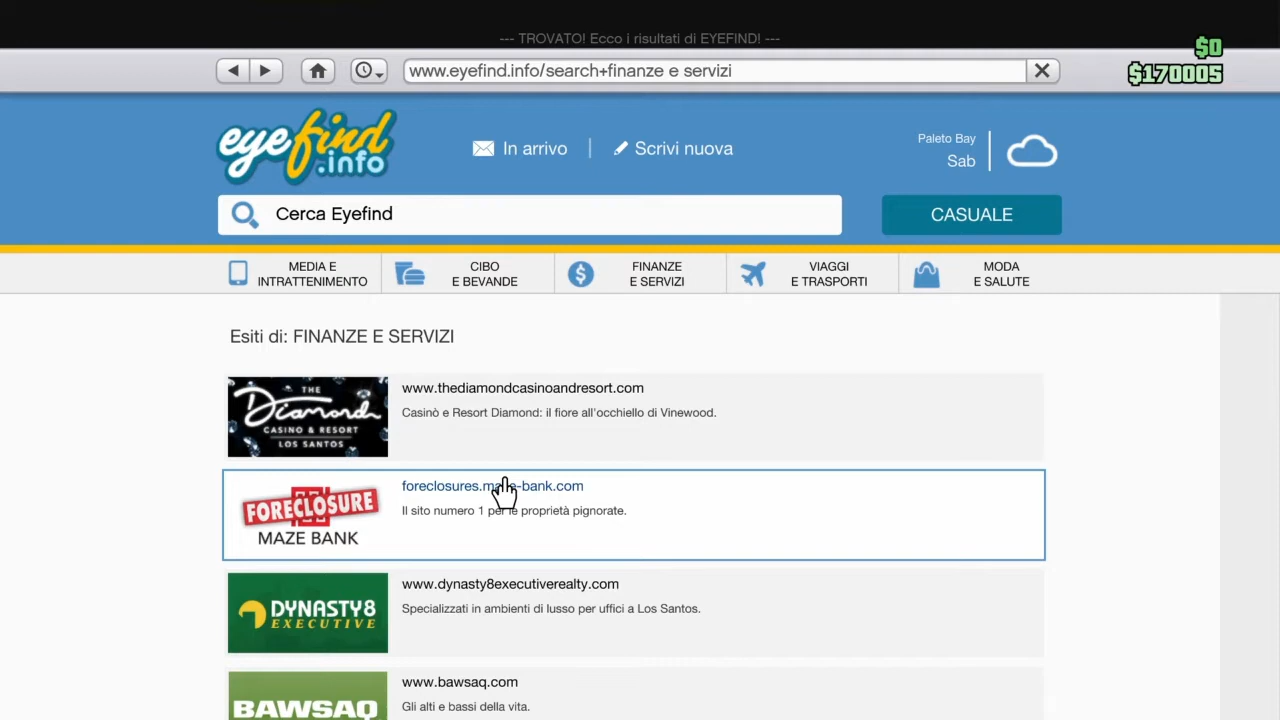 --- TROVATO! Ecco i risultati di EYEFIND! ---
$0
www.eyefind.info/search+finanze e servizi
$170005
eyefind.info
In arrivo
Scrivi nuova
Paleto Bay
Sab
Cerca Eyefind
CASUALE
MEDIA E
INTRATTENIMENTO
CIBO
E BEVANDE
FINANZE
E SERVIZI
VIAGGI
E TRASPORTI
MODA
E SALUTE
Esiti di: FINANZE E SERVIZI
THE
Diamond
CASINO & RESORT
LOS SANTOS
www.thediamondcasinoandresort.com
Casinò e Resort Diamond: il fiore all'occhiello di Vinewood.
FORECLOSURE
MAZE BANK
foreclosures.maze-bank.com
Il sito numero 1 per le proprietà pignorate.
DYNASTY8
EXECUTIVE
www.dynasty8executiverealty.com
Specializzati in ambienti di lusso per uffici a Los Santos.
BAWSAQ
www.bawsaq.com
Gli alti e bassi della vita.